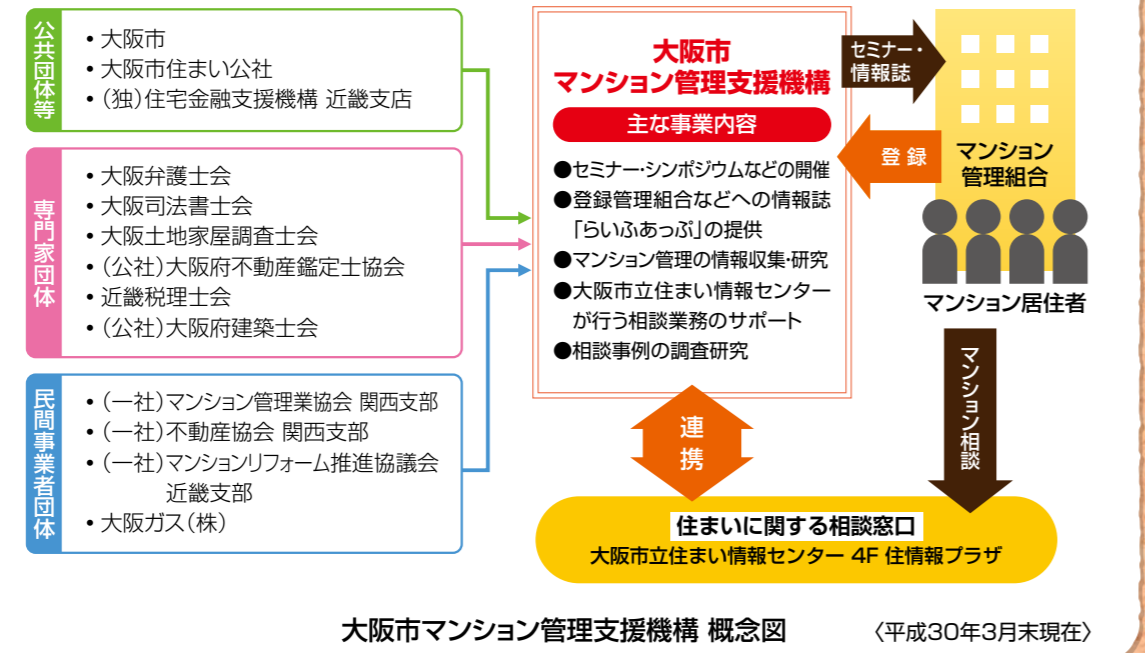 公共団体等
• 大阪市
• 大阪市住まい公社
• (独)住宅金融支援機構 近畿支店
専門家団体
• 大阪弁護士会
• 大阪司法書士会
• 大阪土地家屋調査士会
• (公社)大阪府不動産鑑定士協会
• 近畿税理士会
• (公社)大阪府建築士会
民間事業者団体
• (一社)マンション管理業協会 関西支部
• (一社)不動産協会 関西支部
• (一社)マンションリフォーム推進協議会
近畿支部
• 大阪ガス(株)
大阪市
マンション管理支援機構
主な事業内容
●セミナー・シンポジウムなどの開催
●登録管理組合などへの情報誌
「らいふあっぷ」の提供
●マンション管理の情報収集・研究
●大阪市立住まい情報センター
が行う相談業務のサポート
●相談事例の調査研究
セミナー・
情報誌
登録
マンション
管理組合
マンション居住者
マンション相談
連
携
住まいに関する相談窓口
大阪市立住まい情報センター 4F 住情報プラザ
大阪市マンション管理支援機構 概念図
〈平成30年3月末現在〉